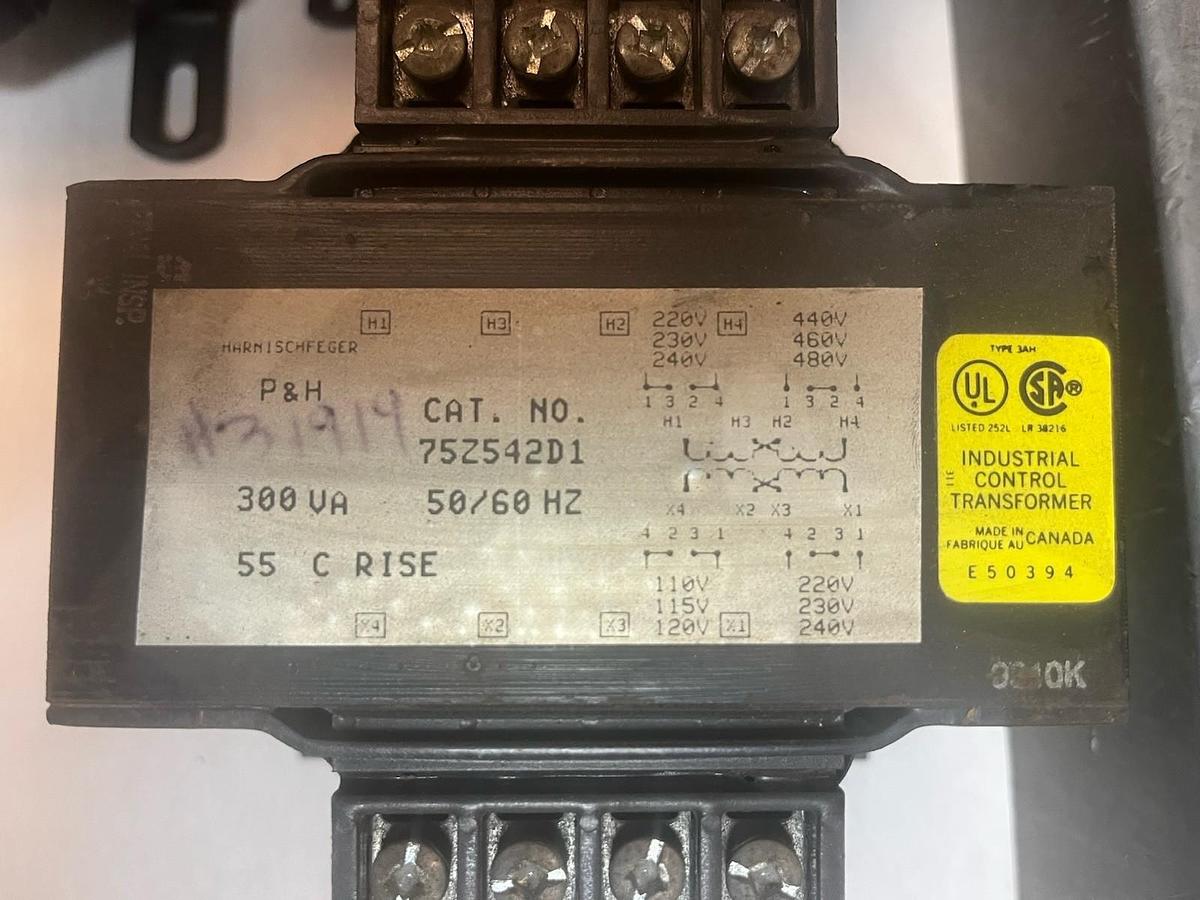 H1 H3 H2 H4
220V 440V
230V 460V
240V 480V
HARNISCHFEGER
P&H
CAT. NO.
75Z542D1
300 VA 50/60 HZ
55 C RISE
1 3 2 4 1 3 2 4
H1 H3 H2 H4
X4 X2 X3 X1
4 2 3 1 4 2 3 1
110V 220V
115V 230V
120V 240V
X4 X2 X3 X1
TYPE 3AH
UL SA ®
LISTED 252L LR 38216
INDUSTRIAL
CONTROL
TRANSFORMER
MADE IN
FABRIQUE AU CANADA
E50394